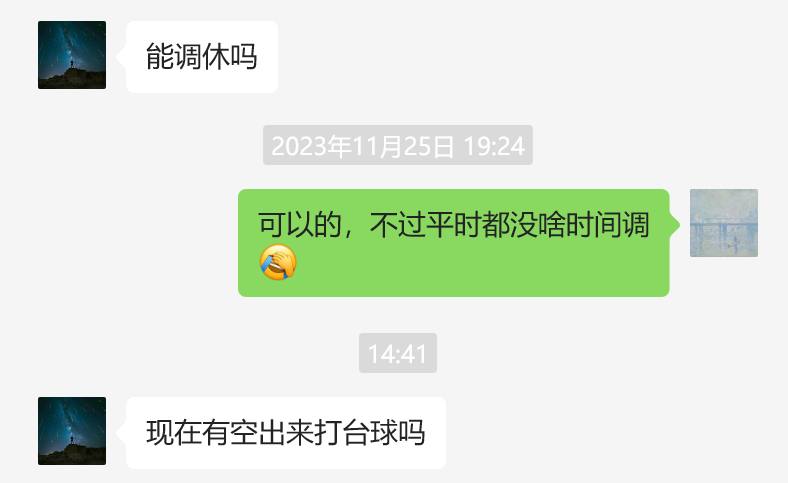 能调休吗
2023年11月25日 19:24
可以的，不过平时都没啥时间调
🤦
14:41
现在有空出来打台球吗